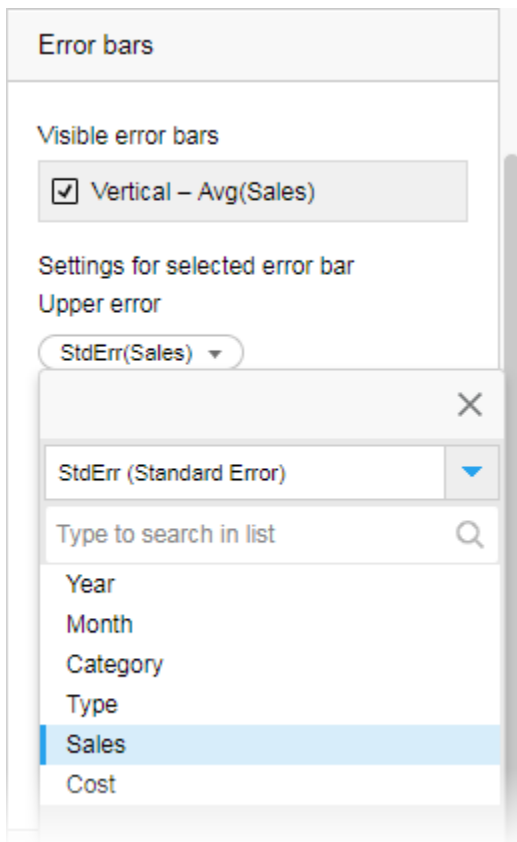 Error bars
Visible error bars
Vertical – Avg(Sales)
Settings for selected error bar
Upper error
StdErr(Sales)
StdErr (Standard Error)
Type to search in list
Year
Month
Category
Type
Sales
Cost